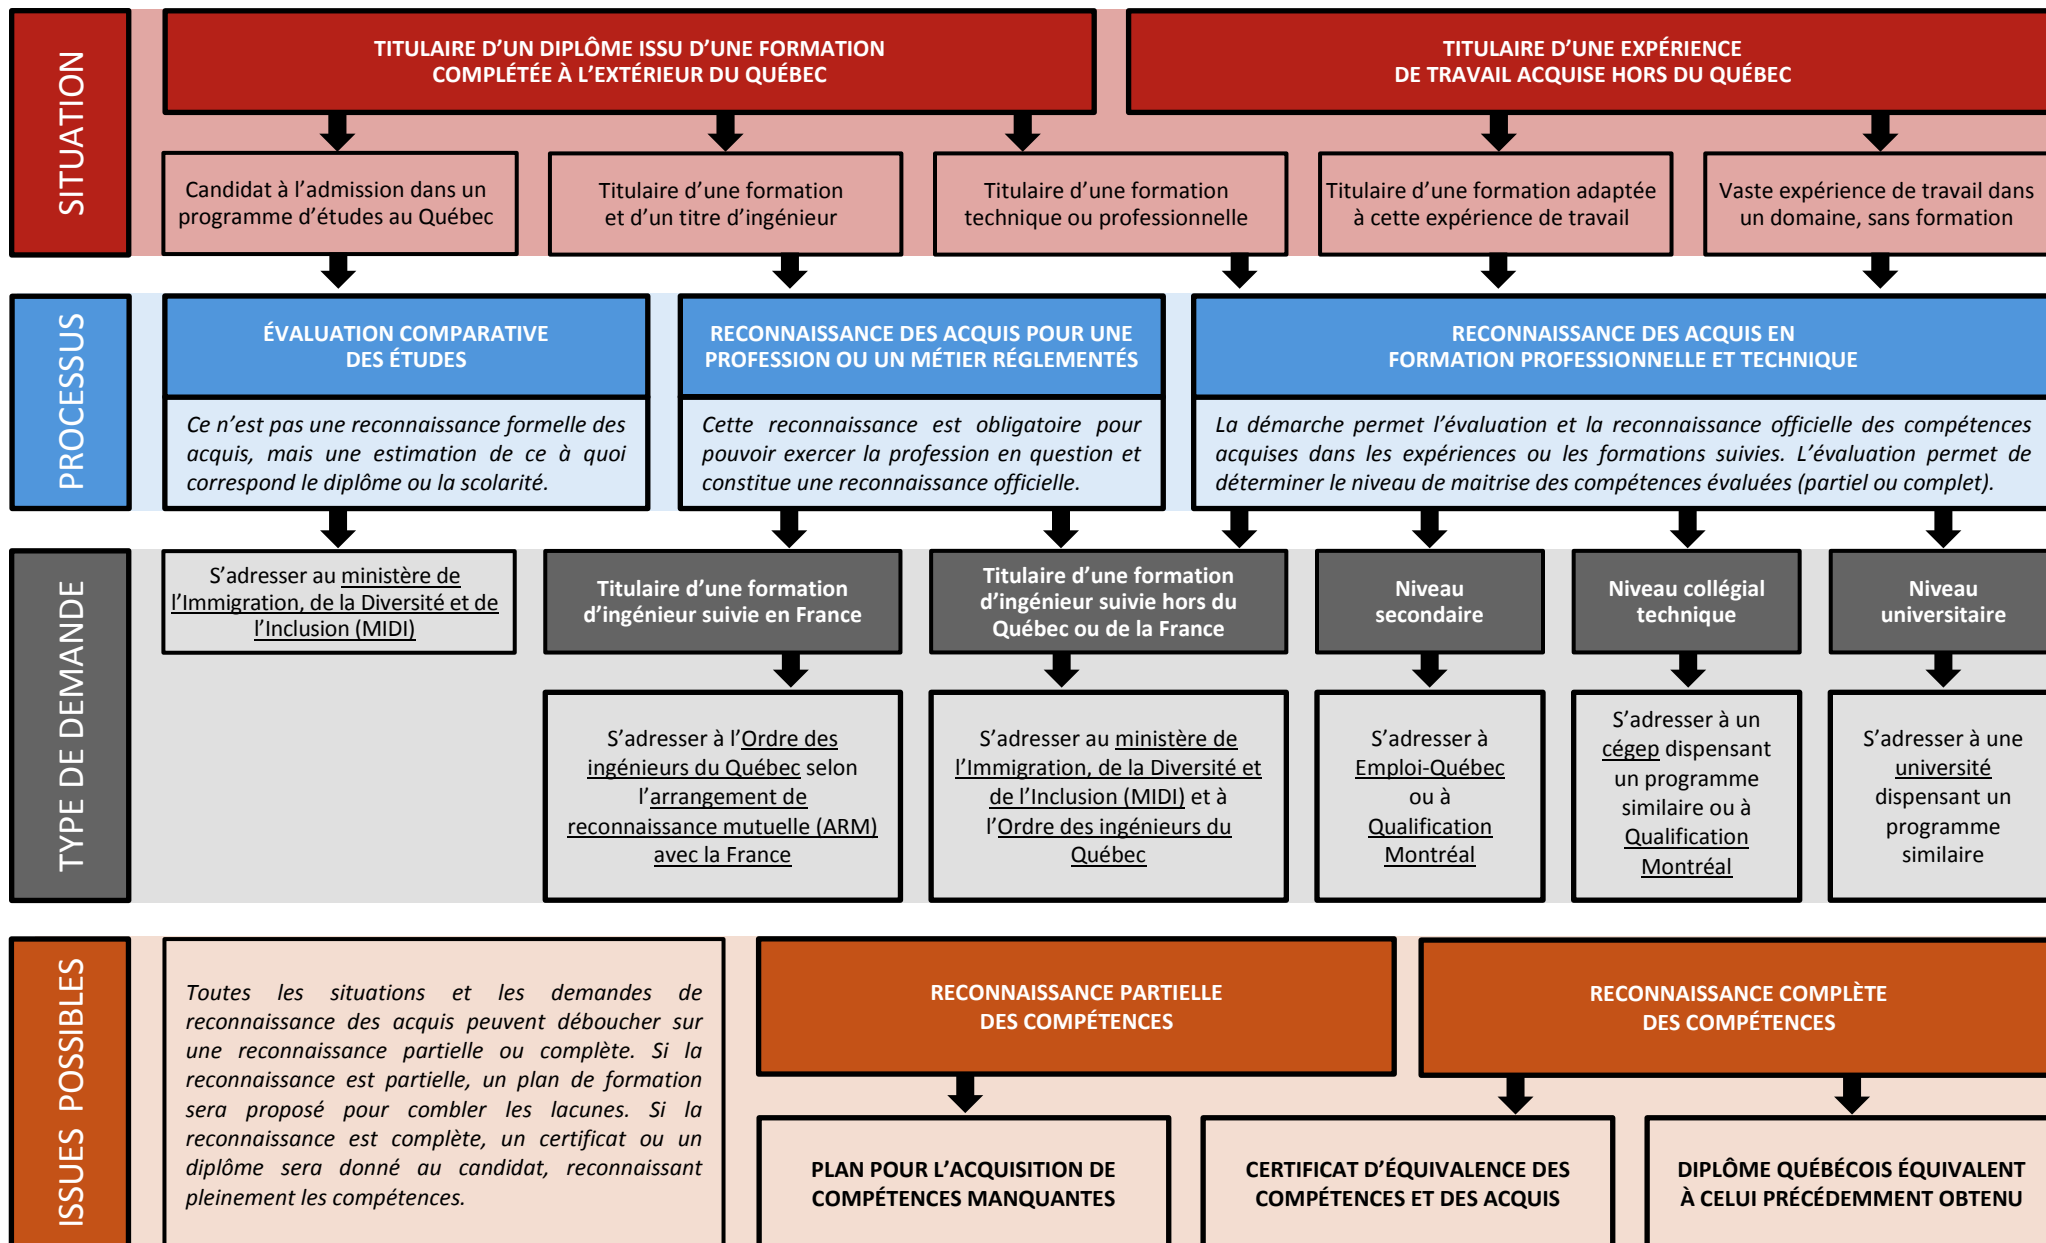 SITUATION
TITULAIRE D'UN DIPLÔME ISSU D'UNE FORMATION
COMPLÉTÉE À L'EXTÉRIEUR DU QUÉBEC
TITULAIRE D'UNE EXPÉRIENCE
DE TRAVAIL ACQUISE HORS DU QUÉBEC
Candidat à l'admission dans un
programme d'études au Québec
Titulaire d'une formation
et d'un titre d'ingénieur
Titulaire d'une formation
technique ou professionnelle
Titulaire d'une formation adaptée
à cette expérience de travail
Vaste expérience de travail dans
un domaine, sans formation
PROCESSUS
ÉVALUATION COMPARATIVE
DES ÉTUDES
Ce n'est pas une reconnaissance formelle des
acquis, mais une estimation de ce à quoi
correspond le diplôme ou la scolarité.
RECONNAISSANCE DES ACQUIS POUR UNE
PROFESSION OU UN MÉTIER RÉGLEMENTÉS
Cette reconnaissance est obligatoire pour
pouvoir exercer la profession en question et
constitue une reconnaissance officielle.
RECONNAISSANCE DES ACQUIS EN
FORMATION PROFESSIONNELLE ET TECHNIQUE
La démarche permet l'évaluation et la reconnaissance officielle des compétences
acquises dans les expériences ou les formations suivies. L'évaluation permet de
déterminer le niveau de maitrise des compétences évaluées (partiel ou complet).
TYPE DE DEMANDE
S'adresser au ministère de
l'Immigration, de la Diversité et de
l'Inclusion (MIDI)
Titulaire d'une formation
d'ingénieur suivie en France
Titulaire d'une formation
d'ingénieur suivie hors du
Québec ou de la France
Niveau
secondaire
Niveau collégial
technique
Niveau
universitaire
S'adresser à l'Ordre des
ingénieurs du Québec selon
l'arrangement de
reconnaissance mutuelle (ARM)
avec la France
S'adresser au ministère de
l'Immigration, de la Diversité et
de l'Inclusion (MIDI) et à
l'Ordre des ingénieurs du
Québec
S'adresser à
Emploi-Québec
ou à
Qualification
Montréal
S'adresser à un
cégep dispensant
un programme
similaire ou à
Qualification
Montréal
S'adresser à une
université
dispensant un
programme
similaire
ISSUES POSSIBLES
Toutes les situations et les demandes de
reconnaissance des acquis peuvent déboucher sur
une reconnaissance partielle ou complète. Si la
reconnaissance est partielle, un plan de formation
sera proposé pour combler les lacunes. Si la
reconnaissance est complète, un certificat ou un
diplôme sera donné au candidat, reconnaissant
pleinement les compétences.
RECONNAISSANCE PARTIELLE
DES COMPÉTENCES
RECONNAISSANCE COMPLÈTE
DES COMPÉTENCES
PLAN POUR L'ACQUISITION DE
COMPÉTENCES MANQUANTES
CERTIFICAT D'ÉQUIVALENCE DES
COMPÉTENCES ET DES ACQUIS
DIPLÔME QUÉBÉCOIS ÉQUIVALENT
À CELUI PRÉCÉDEMMENT OBTENU